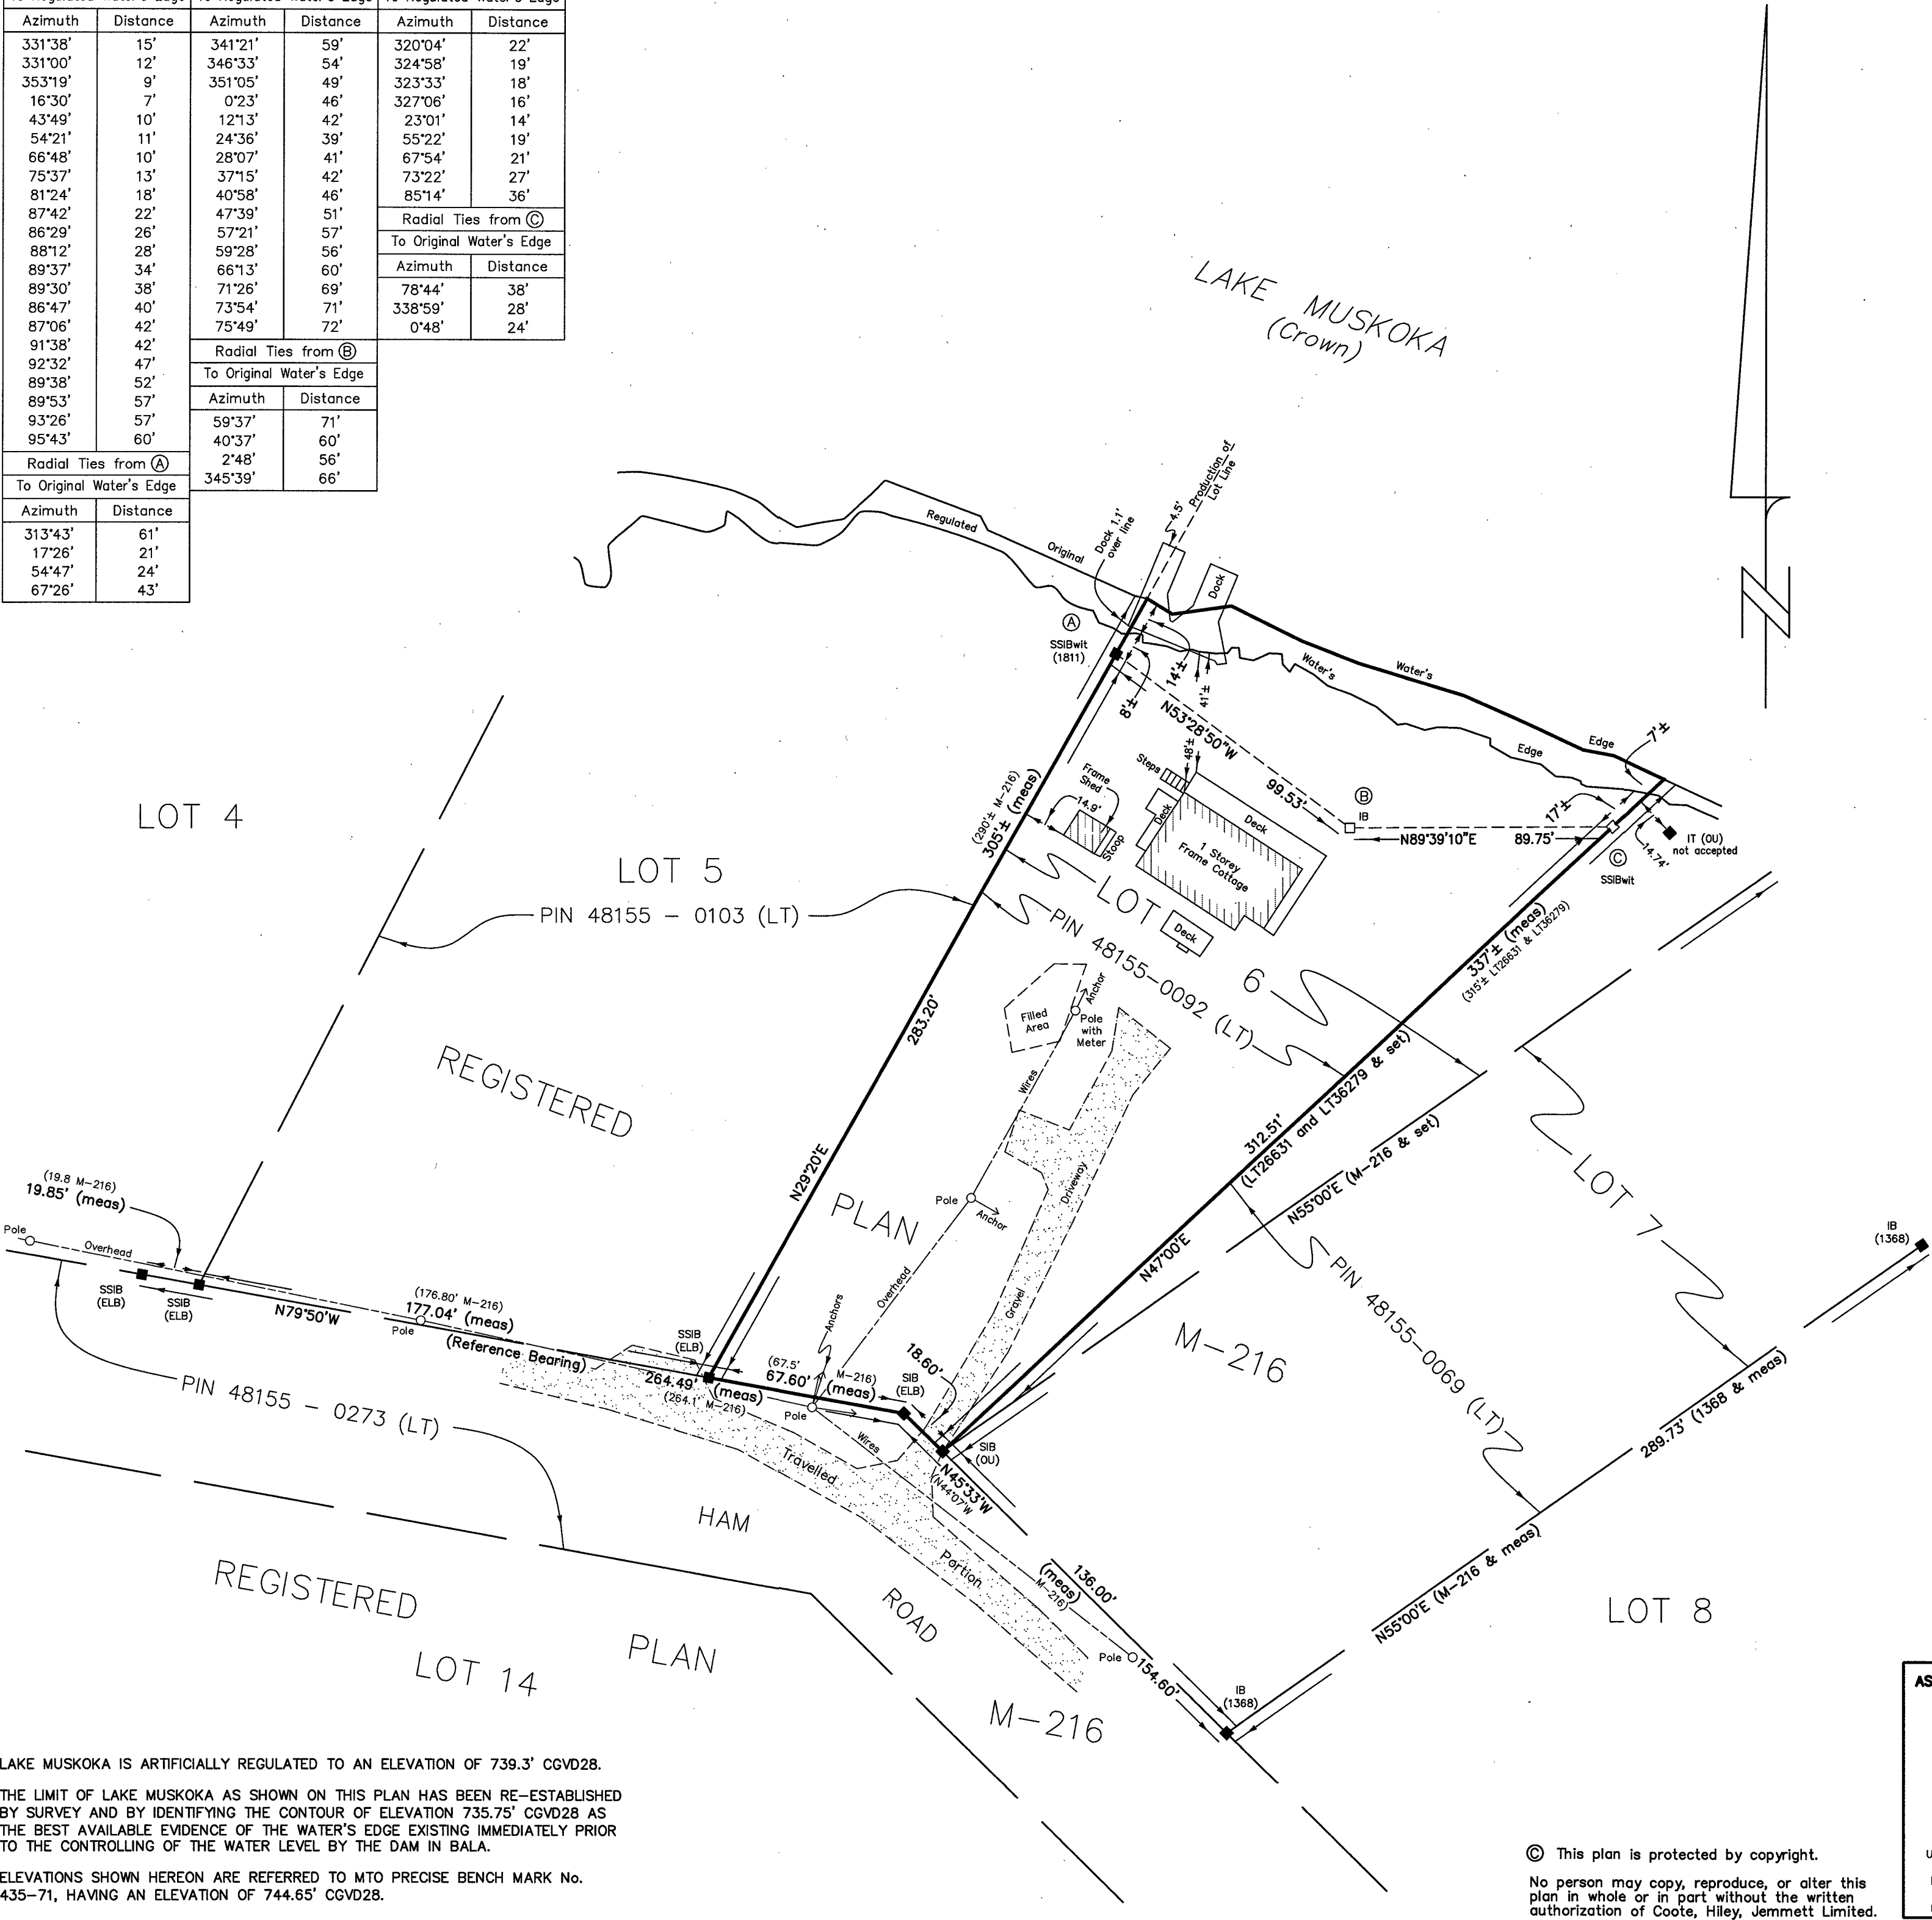 To Regulated Water's Edge To Regulated Water's Edge To Regulated Water's Edge
Azimuth Distance Azimuth Distance Azimuth Distance
331°38' 15' 341°21' 59' 320°04' 22'
331°00' 12' 346°33' 54' 324°58' 19'
353°19' 9' 351°05' 49' 323°33' 18'
16°30' 7' 0°23' 46' 327°06' 16'
43°49' 10' 12°13' 42' 23°01' 14'
54°21' 11' 24°36' 39' 55°22' 19'
66°48' 10' 28°07' 41' 67°54' 21'
75°37' 13' 37°15' 42' 73°22' 27'
81°24' 18' 40°58' 46' 85°14' 36'
87°42' 22' 47°39' 51' Radial Ties from Ⓒ
86°29' 26' 57°21' 57' To Original Water's Edge
88°12' 28' 59°28' 56'
89°37' 34' 66°13' 60' Azimuth Distance
89°30' 38' 71°26' 69' 78°44' 38'
86°47' 40' 73°54' 71' 338°59' 28'
87°06' 42' 75°49' 72' 0°48' 24'
91°38' 42' Radial Ties from Ⓑ
92°32' 47' To Original Water's Edge
89°38' 52'
89°53' 57' Azimuth Distance
93°26' 57' 59°37' 71'
95°43' 60' 40°37' 60'
Radial Ties from Ⓐ 2°48' 56'
To Original Water's Edge 345°39' 66'
Azimuth Distance
313°43' 61'
17°26' 21'
54°47' 24'
67°26' 43'
LAKE MUSKOKA
(Crown)
N
Production of
Lot Line
4.5'
Dock 1.1'
over line
Regulated
Original
Dock
Water's
Water's
Edge
Edge
7'±
Ⓐ
SSIBwit
(1811)
14'±
8'±
41'±
48'±
N53°28'50"W
99.53'
Ⓑ
IB
N89°39'10"E 89.75'
17'±
14.74'
IT (OU)
not accepted
Ⓒ
SSIBwit
Steps
Deck
Deck
1 Storey
Frame Cottage
Deck
Frame
Shed
14.9'
Stoop
(290'± M-216)
305'± (meas)
LOT 4
LOT 5
PIN 48155 - 0103 (LT)
LOT 6
PIN 48155-0092 (LT)
337'± (meas)
(315'± LT26631 & LT36279)
283.20'
Filled
Area
Anchor
Pole
with
Meter
Wires
REGISTERED
PLAN
M-216
N29°20'E
312.51'
(LT26631 and LT36279 & set)
N55°00'E (M-216 & set)
LOT 7
N47°00'E
PIN 48155-0069 (LT)
Driveway
Gravel
Pole
Anchor
Overhead
Anchors
(19.8 M-216)
19.85' (meas)
Pole
Overhead
SSIB
(ELB)
SSIB
(ELB)
N79°50'W
(176.80' M-216)
177.04' (meas)
Pole
(Reference Bearing)
SSIB
(ELB)
264.49' (meas)
(264.1' M-216)
(67.5' M-216)
67.60' (meas)
Pole
SIB
(ELB)
18.60'
SIB
(OU)
Wires
N45°33'W (meas)
(N44°07'W M-216)
136.00'
154.60'
Pole
IB
(1368)
IB
(1368)
289.73' (1368 & meas)
N55°00'E (M-216 & meas)
LOT 8
PIN 48155 - 0273 (LT)
Travelled
Portion
HAM
ROAD
REGISTERED
PLAN
M-216
LOT 14
LAKE MUSKOKA IS ARTIFICIALLY REGULATED TO AN ELEVATION OF 739.3' CGVD28.
THE LIMIT OF LAKE MUSKOKA AS SHOWN ON THIS PLAN HAS BEEN RE-ESTABLISHED
BY SURVEY AND BY IDENTIFYING THE CONTOUR OF ELEVATION 735.75' CGVD28 AS
THE BEST AVAILABLE EVIDENCE OF THE WATER'S EDGE EXISTING IMMEDIATELY PRIOR
TO THE CONTROLLING OF THE WATER LEVEL BY THE DAM IN BALA.
ELEVATIONS SHOWN HEREON ARE REFERRED TO MTO PRECISE BENCH MARK No.
435-71, HAVING AN ELEVATION OF 744.65' CGVD28.
© This plan is protected by copyright.
No person may copy, reproduce, or alter this
plan in whole or in part without the written
authorization of Coote, Hiley, Jemmett Limited.
AS